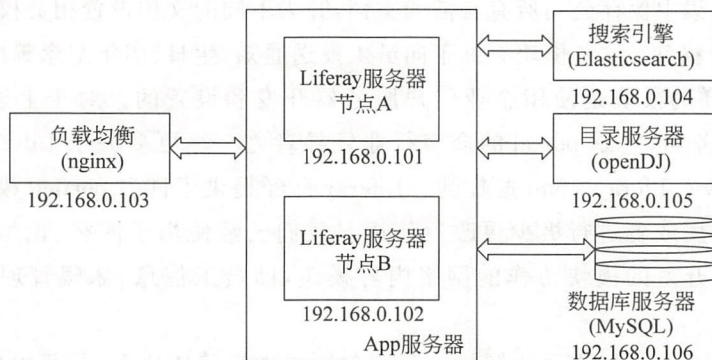 负载均衡
(nginx)
192.168.0.103
Liferay服务器
节点A
192.168.0.101
Liferay服务器
节点B
192.168.0.102
App服务器
搜索引擎
(Elasticsearch)
192.168.0.104
目录服务器
(openDJ)
192.168.0.105
数据库服务器
(MySQL)
192.168.0.106